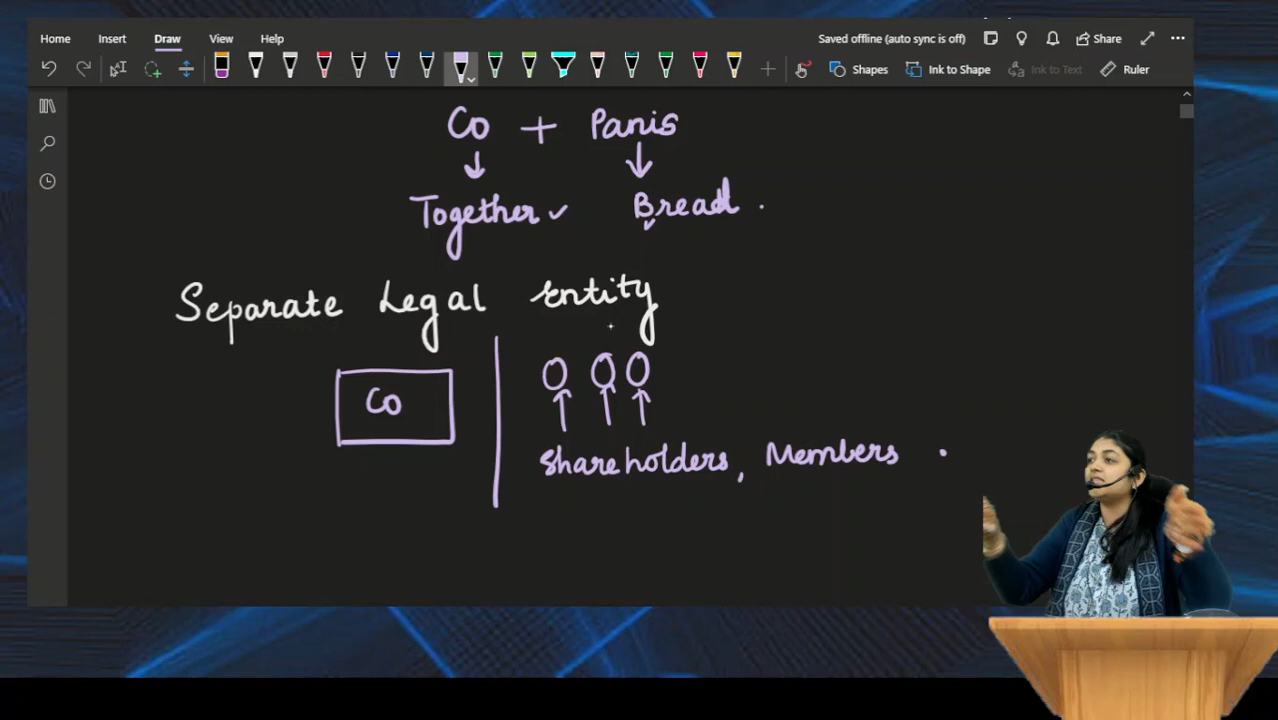 Home Insert Draw View Help Saved offline (auto sync is off) Share
Shapes Ink to Shape Ink to Text Ruler
Co + Panis
Together Bread
Separate Legal entity
Co
Shareholders, Members